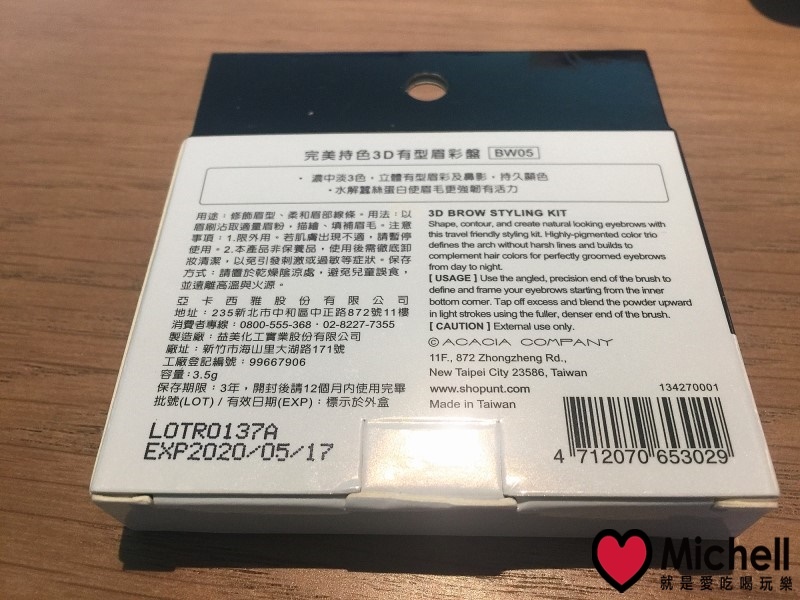 完美持色3D有型眉彩盤 BW05
・濃中淡3色，立體有型眉彩及鼻影，持久顯色
・水解蠶絲蛋白使眉毛更強韌有活力
用途：修飾眉型、柔和眉部線條。用法：以
眉刷沾取適量眉粉，描繪、填補眉毛。注意
事項：1.限外用。若肌膚出現不適，請暫停
使用。2.本產品非保養品，使用後需徹底卸
妝清潔，以免引發刺激或過敏等症狀。保存
方式：請置於乾燥陰涼處，避免兒童誤食，
並遠離高溫與火源。
亞卡西雅股份有限公司
地址：235新北市中和區中正路872號11樓
消費者專線：0800-555-368．02-8227-7355
製造廠：益美化工實業股份有限公司
廠址：新竹市海山里大湖路171號
工廠登記編號：99667906
容量：3.5g
保存期限：3年，開封後請12個月內使用完畢
批號(LOT) / 有效日期(EXP)：標示於外盒
LOTR0137A
EXP2020/05/17
3D BROW STYLING KIT
Shape, contour, and create natural looking eyebrows with
this travel friendly styling kit. Highly-pigmented color trio
defines the arch without harsh lines and builds to
complement hair colors for perfectly groomed eyebrows
from day to night.
[ USAGE ] Use the angled, precision end of the brush to
define and frame your eyebrows starting from the inner
bottom corner. Tap off excess and blend the powder upward
in light strokes using the fuller, denser end of the brush.
[ CAUTION ] External use only.
©ACACIA COMPANY
11F., 872 Zhongzheng Rd.,
New Taipei City 23586, Taiwan
www.shopunt.com
134270001
Made in Taiwan
4 712070 653029
Michell
就是愛吃喝玩樂